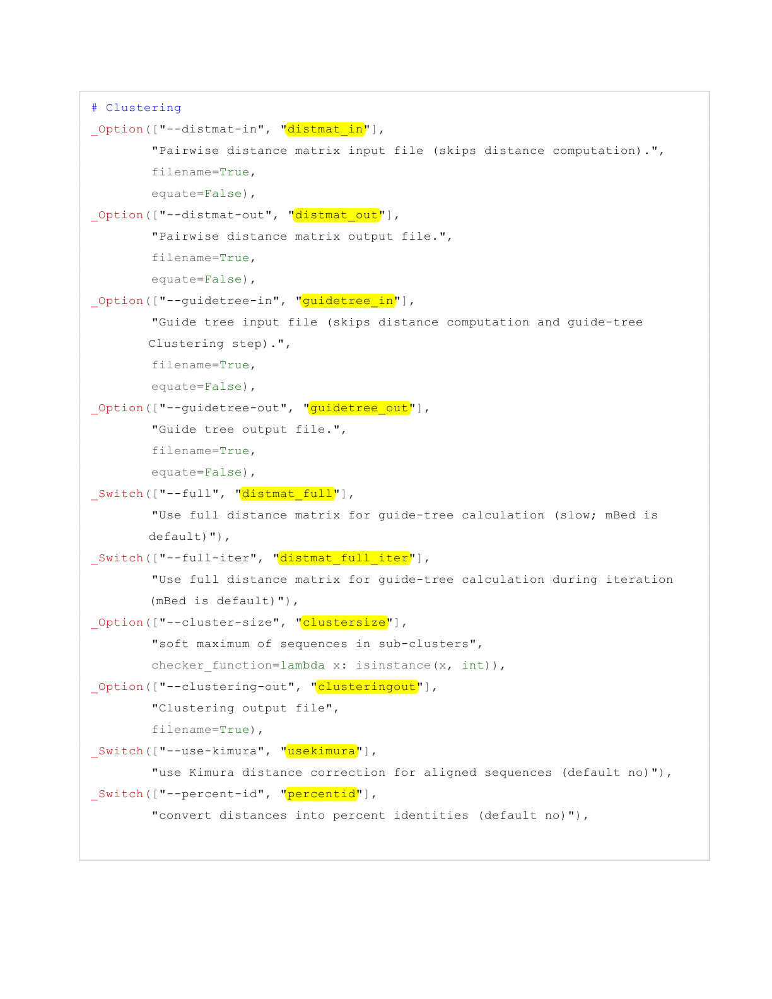 # Clustering
_Option(["--distmat-in", "distmat_in"],
"Pairwise distance matrix input file (skips distance computation).",
filename=True,
equate=False),
_Option(["--distmat-out", "distmat_out"],
"Pairwise distance matrix output file.",
filename=True,
equate=False),
_Option(["--guidetree-in", "guidetree_in"],
"Guide tree input file (skips distance computation and guide-tree
Clustering step).",
filename=True,
equate=False),
_Option(["--guidetree-out", "guidetree_out"],
"Guide tree output file.",
filename=True,
equate=False),
_Switch(["--full", "distmat_full"],
"Use full distance matrix for guide-tree calculation (slow; mBed is
default)"),
_Switch(["--full-iter", "distmat_full_iter"],
"Use full distance matrix for guide-tree calculation during iteration
(mBed is default)"),
_Option(["--cluster-size", "clustersize"],
"soft maximum of sequences in sub-clusters",
checker_function=lambda x: isinstance(x, int)),
_Option(["--clustering-out", "clusteringout"],
"Clustering output file",
filename=True),
_Switch(["--use-kimura", "usekimura"],
"use Kimura distance correction for aligned sequences (default no)"),
_Switch(["--percent-id", "percentid"],
"convert distances into percent identities (default no)"),